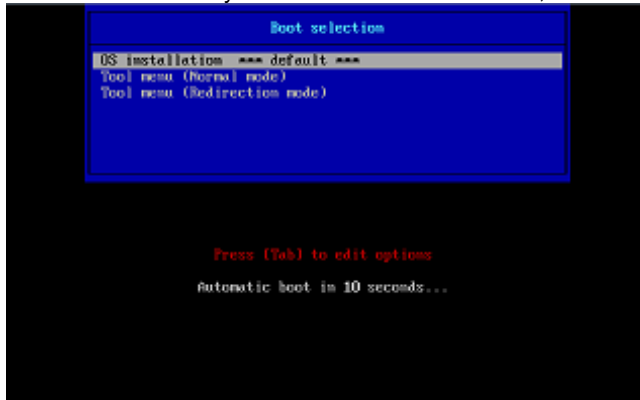 Boot selection
OS installation *** default ***
Tool menu (Normal mode)
Tool menu (Redirection mode)
Press [Tab] to edit options
Automatic boot in 10 seconds...